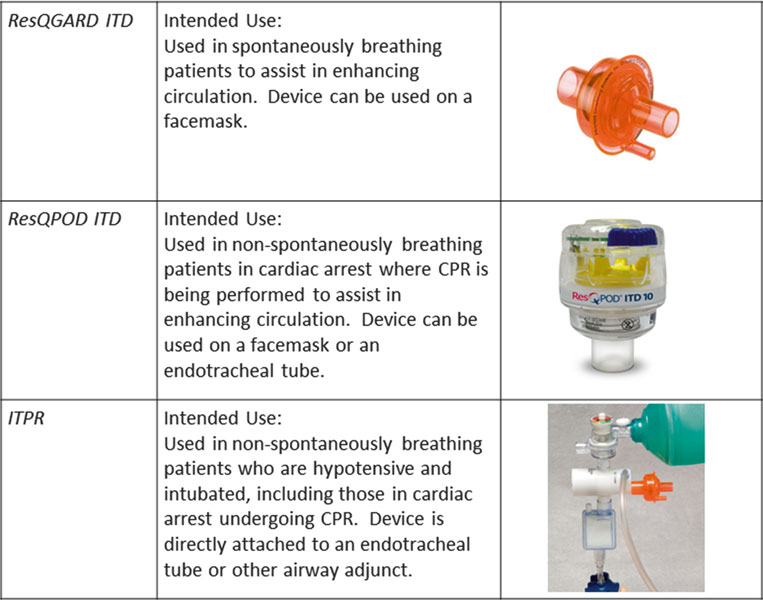 ResQGARD ITD
Intended Use:
Used in spontaneously breathing
patients to assist in enhancing
circulation. Device can be used on a
facemask.
ResQPOD ITD
Intended Use:
Used in non-spontaneously breathing
patients in cardiac arrest where CPR is
being performed to assist in
enhancing circulation. Device can be
used on a facemask or an
endotracheal tube.
ResQPOD® ITD 10
ITPR
Intended Use:
Used in non-spontaneously breathing
patients who are hypotensive and
intubated, including those in cardiac
arrest undergoing CPR. Device is
directly attached to an endotracheal
tube or other airway adjunct.